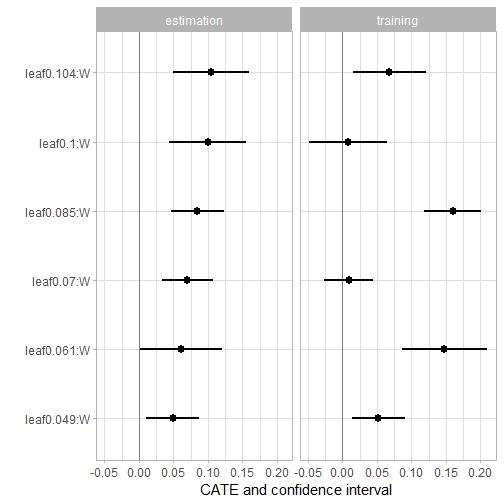 estimation training
leaf0.104:W
leaf0.1:W
leaf0.085:W
leaf0.07:W
leaf0.061:W
leaf0.049:W
-0.05 0.00 0.05 0.10 0.15 0.20 -0.05 0.00 0.05 0.10 0.15 0.20
CATE and confidence interval